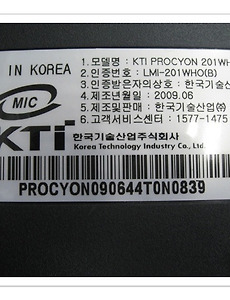 IN KOREA
MIC
KTi
1. 모델명 : KTI PROCYON 201WHO
2. 인증번호 : LMI-201WHO(B)
3. 인증받은자의상호 : 한국기술산
4. 제조년월 : 2009.06
5. 제조및판매 : 한국기술산업㈜
6. 고객서비스센터 : 1577-1475
한국기술산업주식회사
Korea Technology Industry Co., Ltd.
PROCYON090644T0N0839